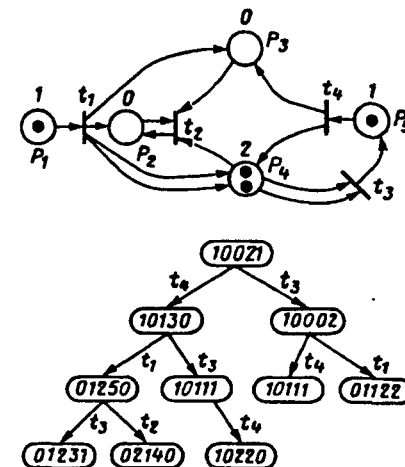 0
P₃
1
t₁
0
t₄
1
P₁
P₂
t₂
2
P₄
P₅
t₃
10021
t₄
t₃
10130
10002
t₁
t₃
t₄
t₁
01250
10111
10111
01122
t₃
t₂
t₄
01231
02140
10220